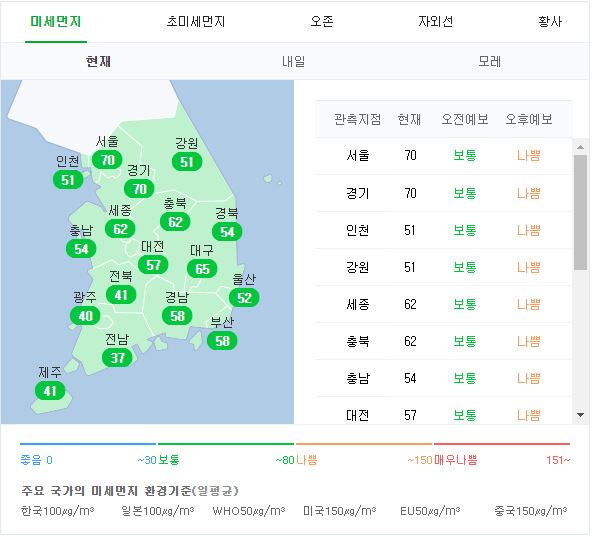 미세먼지 초미세먼지 오존 자외선 황사
현재 내일 모레
관측지점 현재 오전예보 오후예보
서울 70 보통 나쁨
경기 70 보통 나쁨
인천 51 보통 나쁨
강원 51 보통 나쁨
세종 62 보통 나쁨
충북 62 보통 나쁨
충남 54 보통 나쁨
대전 57 보통 나쁨
서울
70
강원
51
인천
51
경기
70
세종
62
충북
62
경북
54
충남
54
대전
57
대구
65
전북
41
울산
52
광주
40
경남
58
부산
58
전남
37
제주
41
좋음 0 ~30 보통 ~80 나쁨 ~150 매우나쁨 151~
주요 국가의 미세먼지 환경기준(일평균)
한국100㎍/m³ 일본100㎍/m³ WHO50㎍/m³ 미국150㎍/m³ EU50㎍/m³ 중국150㎍/m³